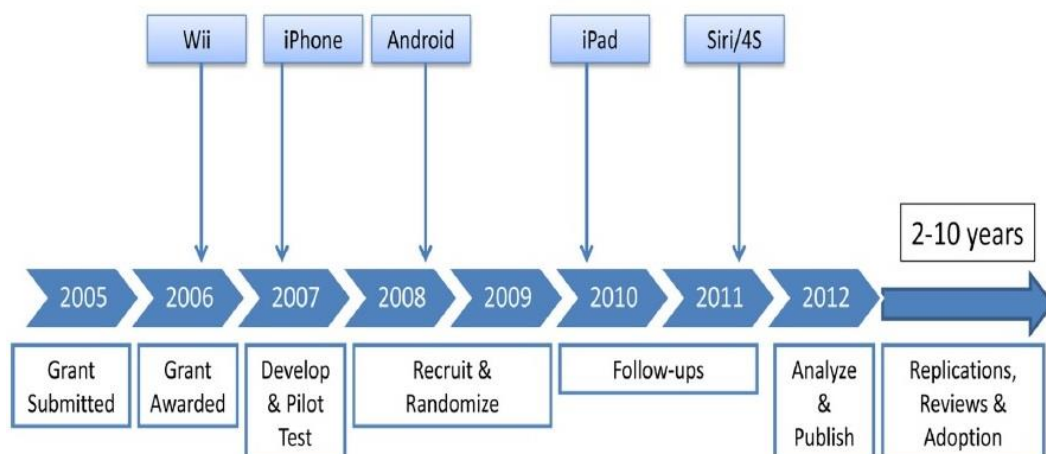 Wii
iPhone
Android
iPad
Siri/4S
2-10 years
2005
2006
2007
2008
2009
2010
2011
2012
Grant
Submitted
Grant
Awarded
Develop
& Pilot
Test
Recruit &
Randomize
Follow-ups
Analyze
&
Publish
Replications,
Reviews &
Adoption